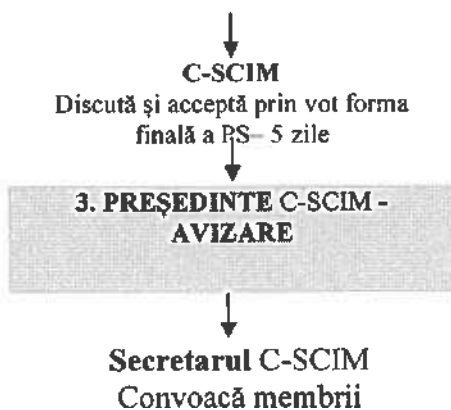 C-SCIM
Discută și acceptă prin vot forma
finală a PS– 5 zile
3. PREȘEDINTE C-SCIM -
AVIZARE
Secretarul C-SCIM
Convoacă membrii